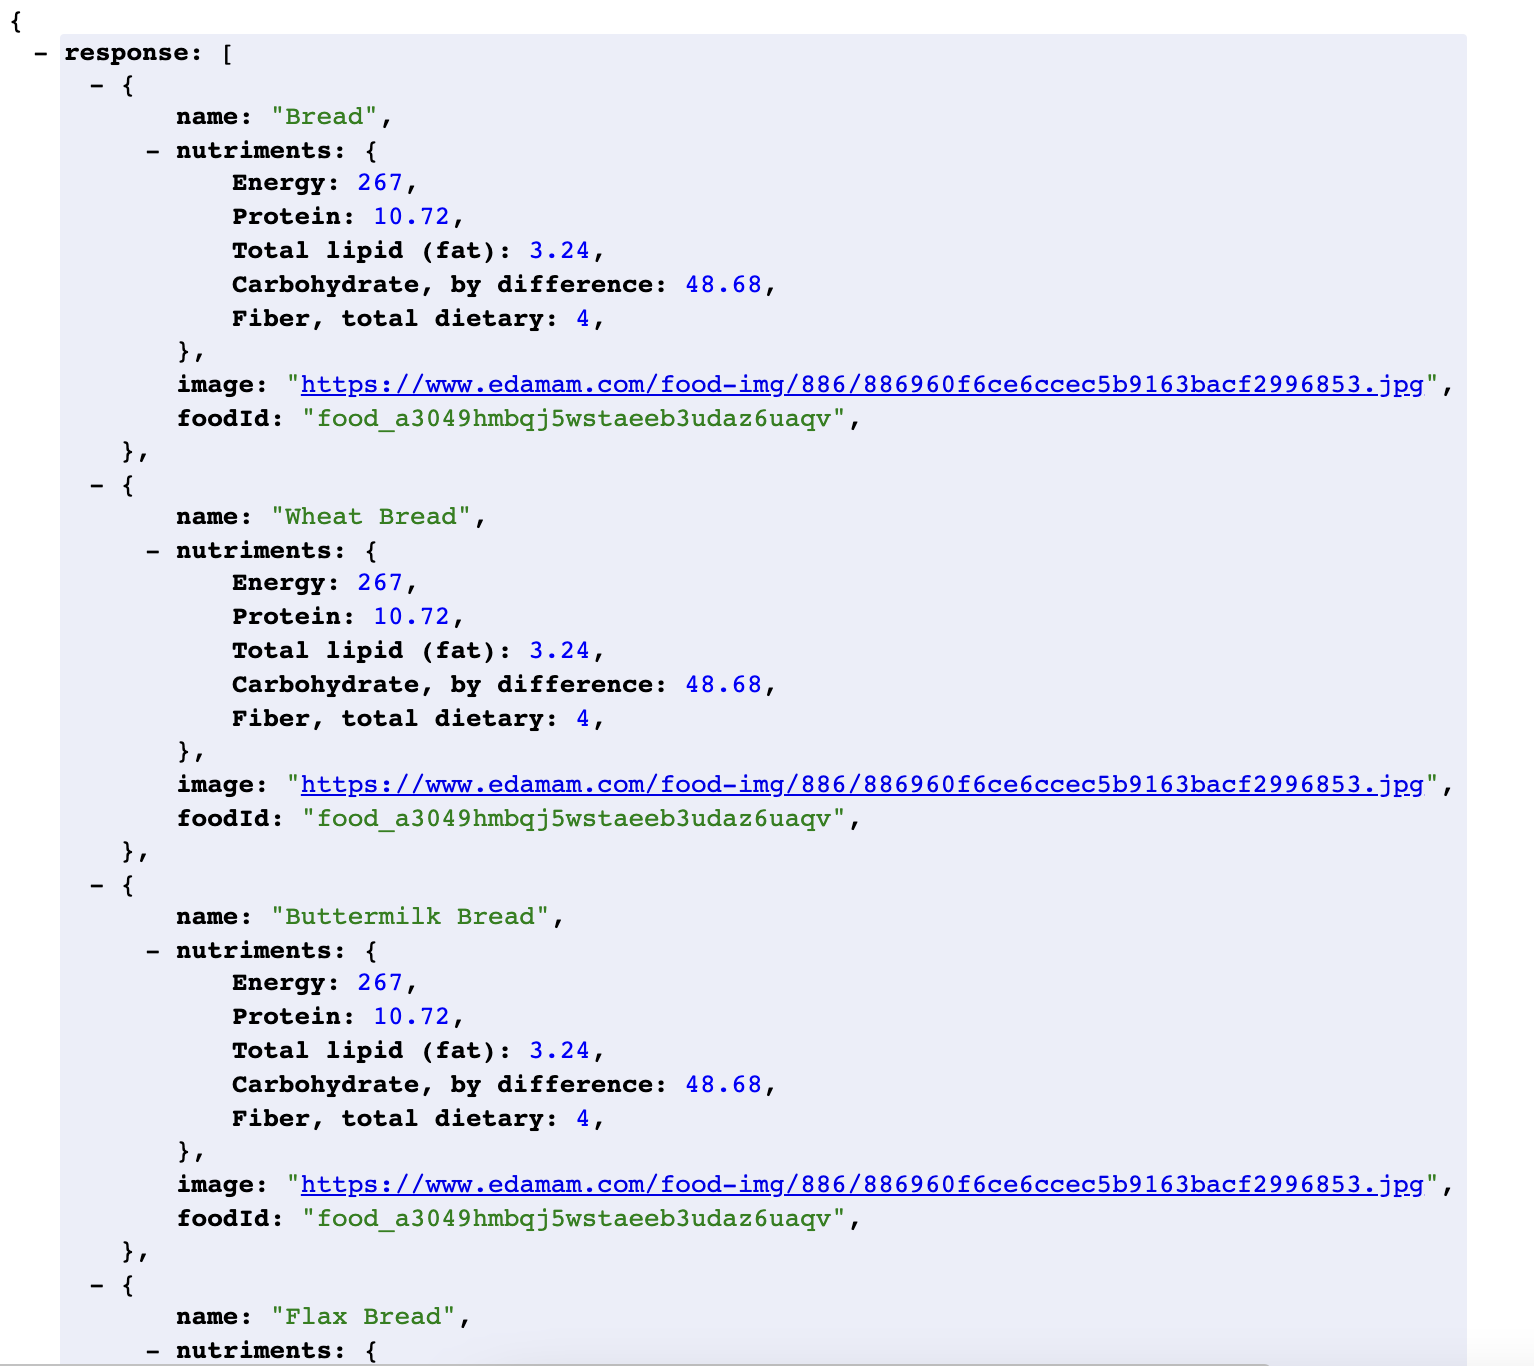 {
– response: [
– {
name: "Bread",
– nutriments: {
Energy: 267,
Protein: 10.72,
Total lipid (fat): 3.24,
Carbohydrate, by difference: 48.68,
Fiber, total dietary: 4,
},
image: "https://www.edamam.com/food-img/886/886960f6ce6ccec5b9163bacf2996853.jpg",
foodId: "food_a3049hmbqj5wstaeeb3udaz6uaqv",
},
– {
name: "Wheat Bread",
– nutriments: {
Energy: 267,
Protein: 10.72,
Total lipid (fat): 3.24,
Carbohydrate, by difference: 48.68,
Fiber, total dietary: 4,
},
image: "https://www.edamam.com/food-img/886/886960f6ce6ccec5b9163bacf2996853.jpg",
foodId: "food_a3049hmbqj5wstaeeb3udaz6uaqv",
},
– {
name: "Buttermilk Bread",
– nutriments: {
Energy: 267,
Protein: 10.72,
Total lipid (fat): 3.24,
Carbohydrate, by difference: 48.68,
Fiber, total dietary: 4,
},
image: "https://www.edamam.com/food-img/886/886960f6ce6ccec5b9163bacf2996853.jpg",
foodId: "food_a3049hmbqj5wstaeeb3udaz6uaqv",
},
– {
name: "Flax Bread",
– nutriments: {